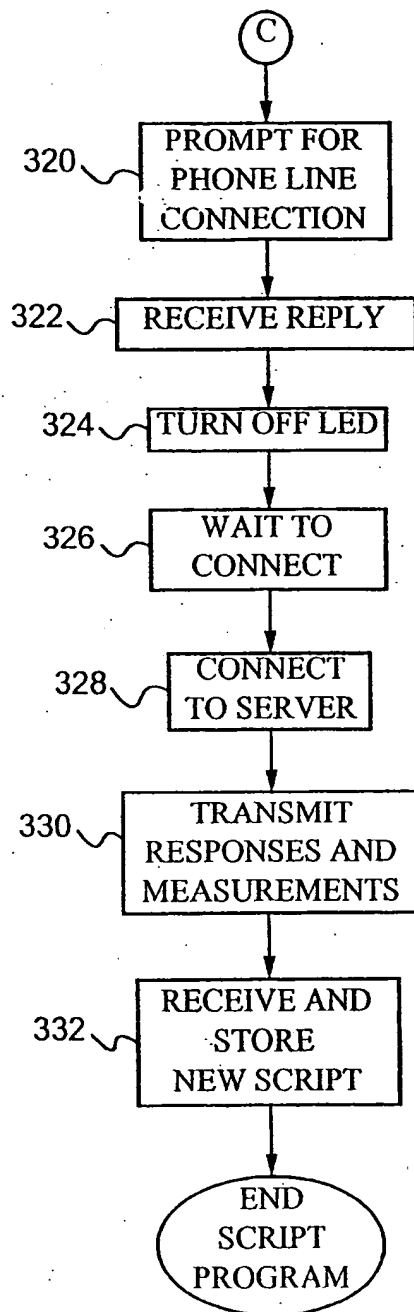 C
320
PROMPT FOR
PHONE LINE
CONNECTION
322
RECEIVE REPLY
324
TURN OFF LED
326
WAIT TO
CONNECT
328
CONNECT
TO SERVER
330
TRANSMIT
RESPONSES AND
MEASUREMENTS
332
RECEIVE AND
STORE
NEW SCRIPT
END
SCRIPT
PROGRAM